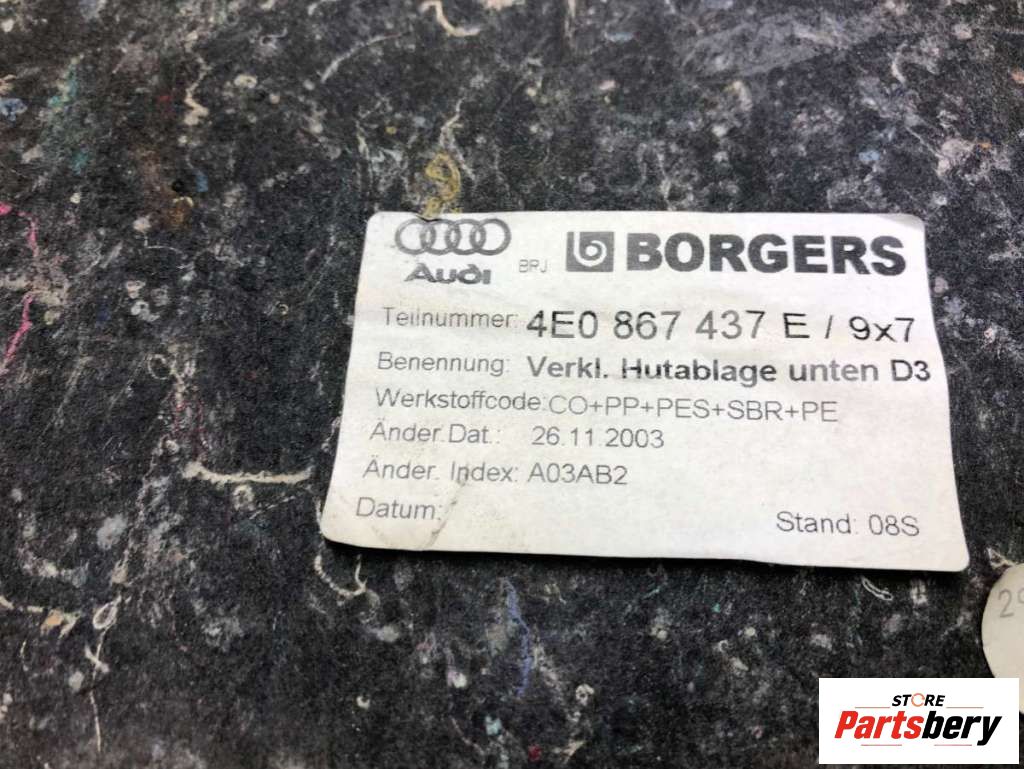 Audi
BRJ
BORGERS
Teilnummer: 4E0 867 437 E / 9x7
Benennung: Verkl. Hutablage unten D3
Werkstoffcode: CO+PP+PES+SBR+PE
Änder.Dat.: 26.11.2003
Änder. Index: A03AB2
Datum:
Stand: 08S
STORE
Partsbery